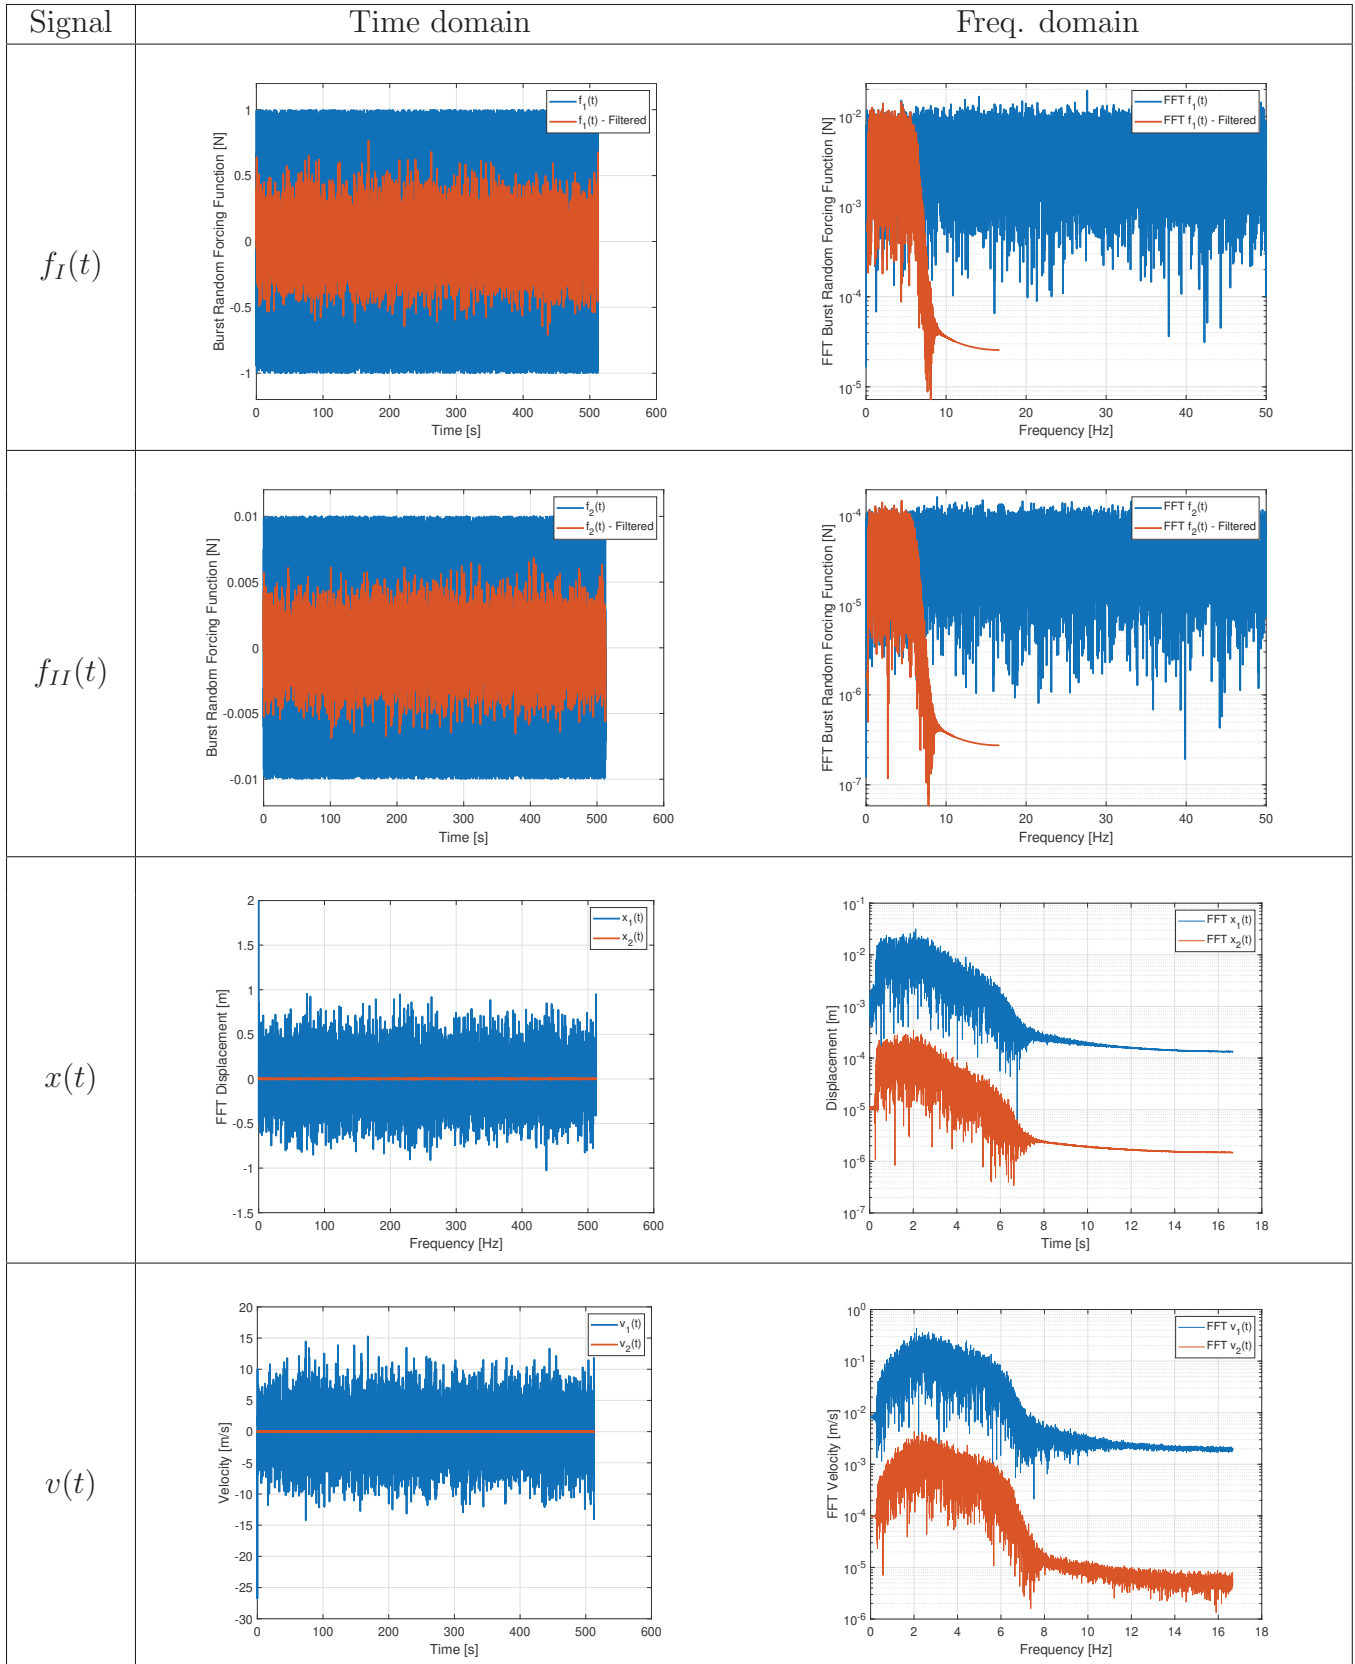 Signal Time domain Freq. domain
f_I(t)
Burst Random Forcing Function [N]
1
0.5
0
-0.5
-1
0 100 200 300 400 500 600
Time [s]
f_1(t)
f_1(t) - Filtered
FFT Burst Random Forcing Function [N]
10^-2
10^-3
10^-4
10^-5
0 10 20 30 40 50
Frequency [Hz]
FFT f_1(t)
FFT f_1(t) - Filtered
f_II(t)
Burst Random Forcing Function [N]
0.01
0.005
0
-0.005
-0.01
0 100 200 300 400 500 600
Time [s]
f_2(t)
f_2(t) - Filtered
FFT Burst Random Forcing Function [N]
10^-4
10^-5
10^-6
10^-7
0 10 20 30 40 50
Frequency [Hz]
FFT f_2(t)
FFT f_2(t) - Filtered
x(t)
FFT Displacement [m]
2
1.5
1
0.5
0
-0.5
-1
-1.5
0 100 200 300 400 500 600
Frequency [Hz]
x_1(t)
x_2(t)
Displacement [m]
10^-1
10^-2
10^-3
10^-4
10^-5
10^-6
10^-7
0 2 4 6 8 10 12 14 16 18
Time [s]
FFT x_1(t)
FFT x_2(t)
v(t)
Velocity [m/s]
20
15
10
5
0
-5
-10
-15
-20
-25
-30
0 100 200 300 400 500 600
Time [s]
v_1(t)
v_2(t)
FFT Velocity [m/s]
10^0
10^-1
10^-2
10^-3
10^-4
10^-5
10^-6
0 2 4 6 8 10 12 14 16 18
Frequency [Hz]
FFT v_1(t)
FFT v_2(t)